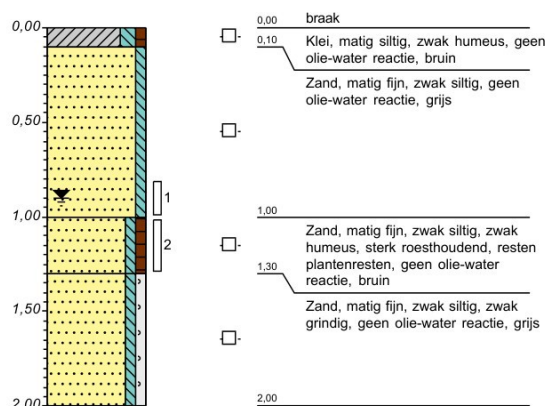 0,00
0,50
1,00
1,50
2,00
1
2
0,00
braak
0,10
Klei, matig siltig, zwak humeus, geen
olie-water reactie, bruin
Zand, matig fijn, zwak siltig, geen
olie-water reactie, grijs
1,00
Zand, matig fijn, zwak siltig, zwak
humeus, sterk roesthoudend, resten
plantenresten, geen olie-water
reactie, bruin
1,30
Zand, matig fijn, zwak siltig, zwak
grindig, geen olie-water reactie, grijs
2,00